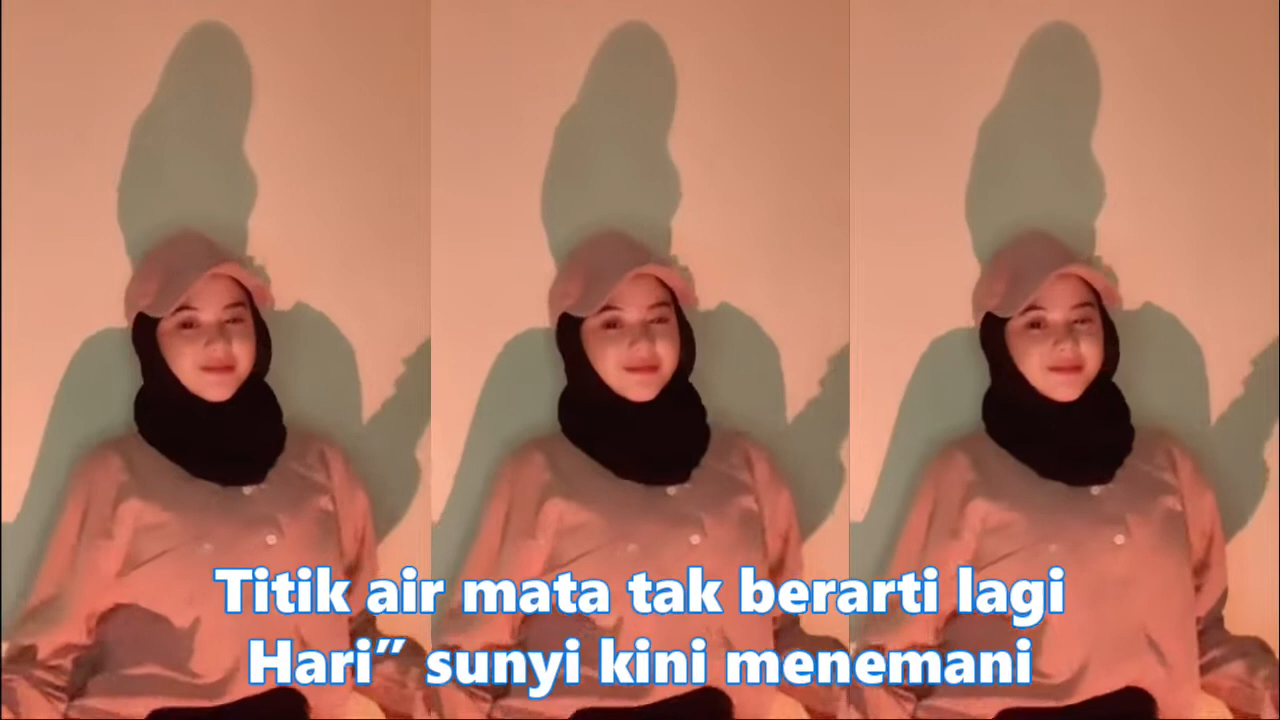 Titik air mata tak berarti lagi
Hari” sunyi kini menemani